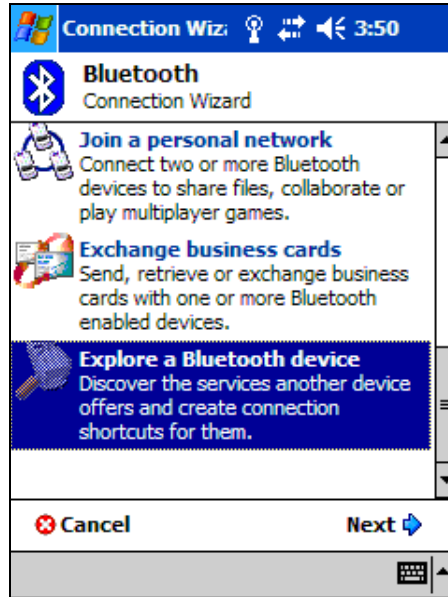 Connection Wiz 3:50
Bluetooth
Connection Wizard
Join a personal network
Connect two or more Bluetooth
devices to share files, collaborate or
play multiplayer games.
Exchange business cards
Send, retrieve or exchange business
cards with one or more Bluetooth
enabled devices.
Explore a Bluetooth device
Discover the services another device
offers and create connection
shortcuts for them.
Cancel Next